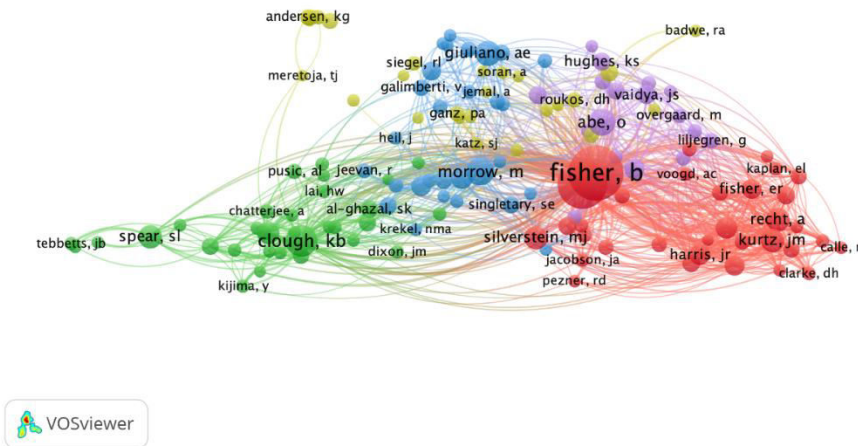 andersen, kg
badwe, ra
giuliano, ae
siegel, rl
hughes, ks
soran, a
meretoja, tj
galimberti, v
jemal, a
roukos, dh
vaidya, js
ganz, pa
abe, o
overgaard, m
heil, j
katz, sj
liljegren, g
pusic, al
jeevan, r
morrow, m
fisher, b
voogd, ac
kaplan, el
lai, hw
fisher, er
chatterjee, a
al-ghazal, sk
singletary, se
recht, a
tebbetts, jb
spear, sl
clough, kb
krekel, nma
silverstein, mj
kurtz, jm
dixon, jm
jacobson, ja
harris, jr
calle, r
kijima, y
pezner, rd
clarke, dh
VOSviewer